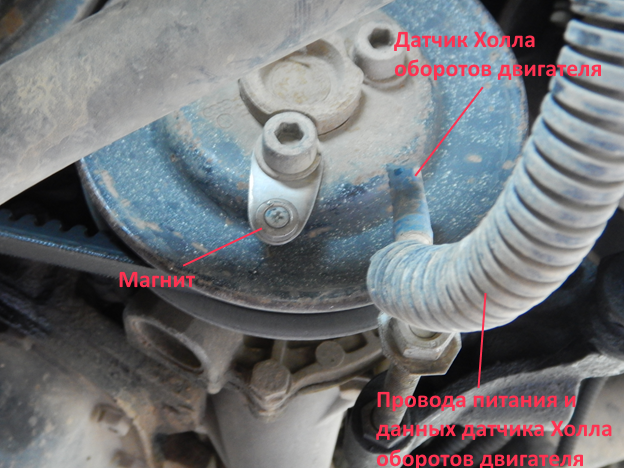 Датчик Холла
оборотов двигателя
Магнит
Провода питания и
данных датчика Холла
оборотов двигателя